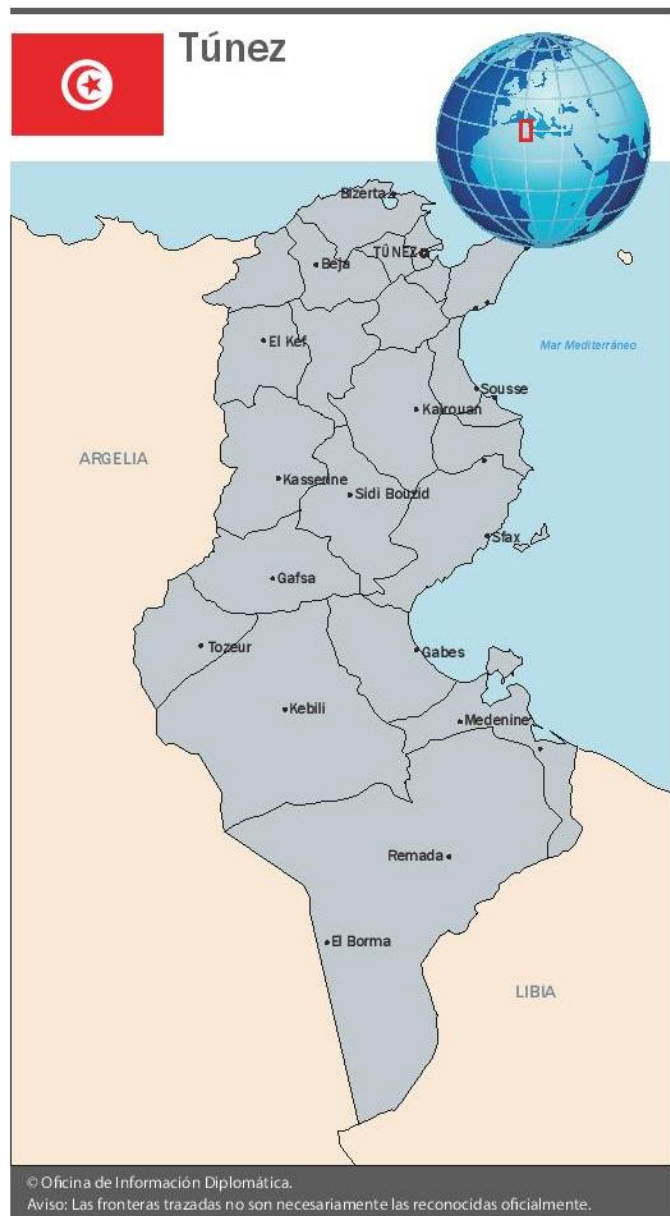 Túnez
Bizerta
TÚNEZ
Beja
El Kef
Mar Mediterráneo
Sousse
Kairouan
ARGELIA
Kasserine
Sidi Bouzid
Sfax
Gafsa
Tozeur
Gabes
Kebili
Medenine
Remada
El Borma
LIBIA
© Oficina de Información Diplomática.
Aviso: Las fronteras trazadas no son necesariamente las reconocidas oficialmente.